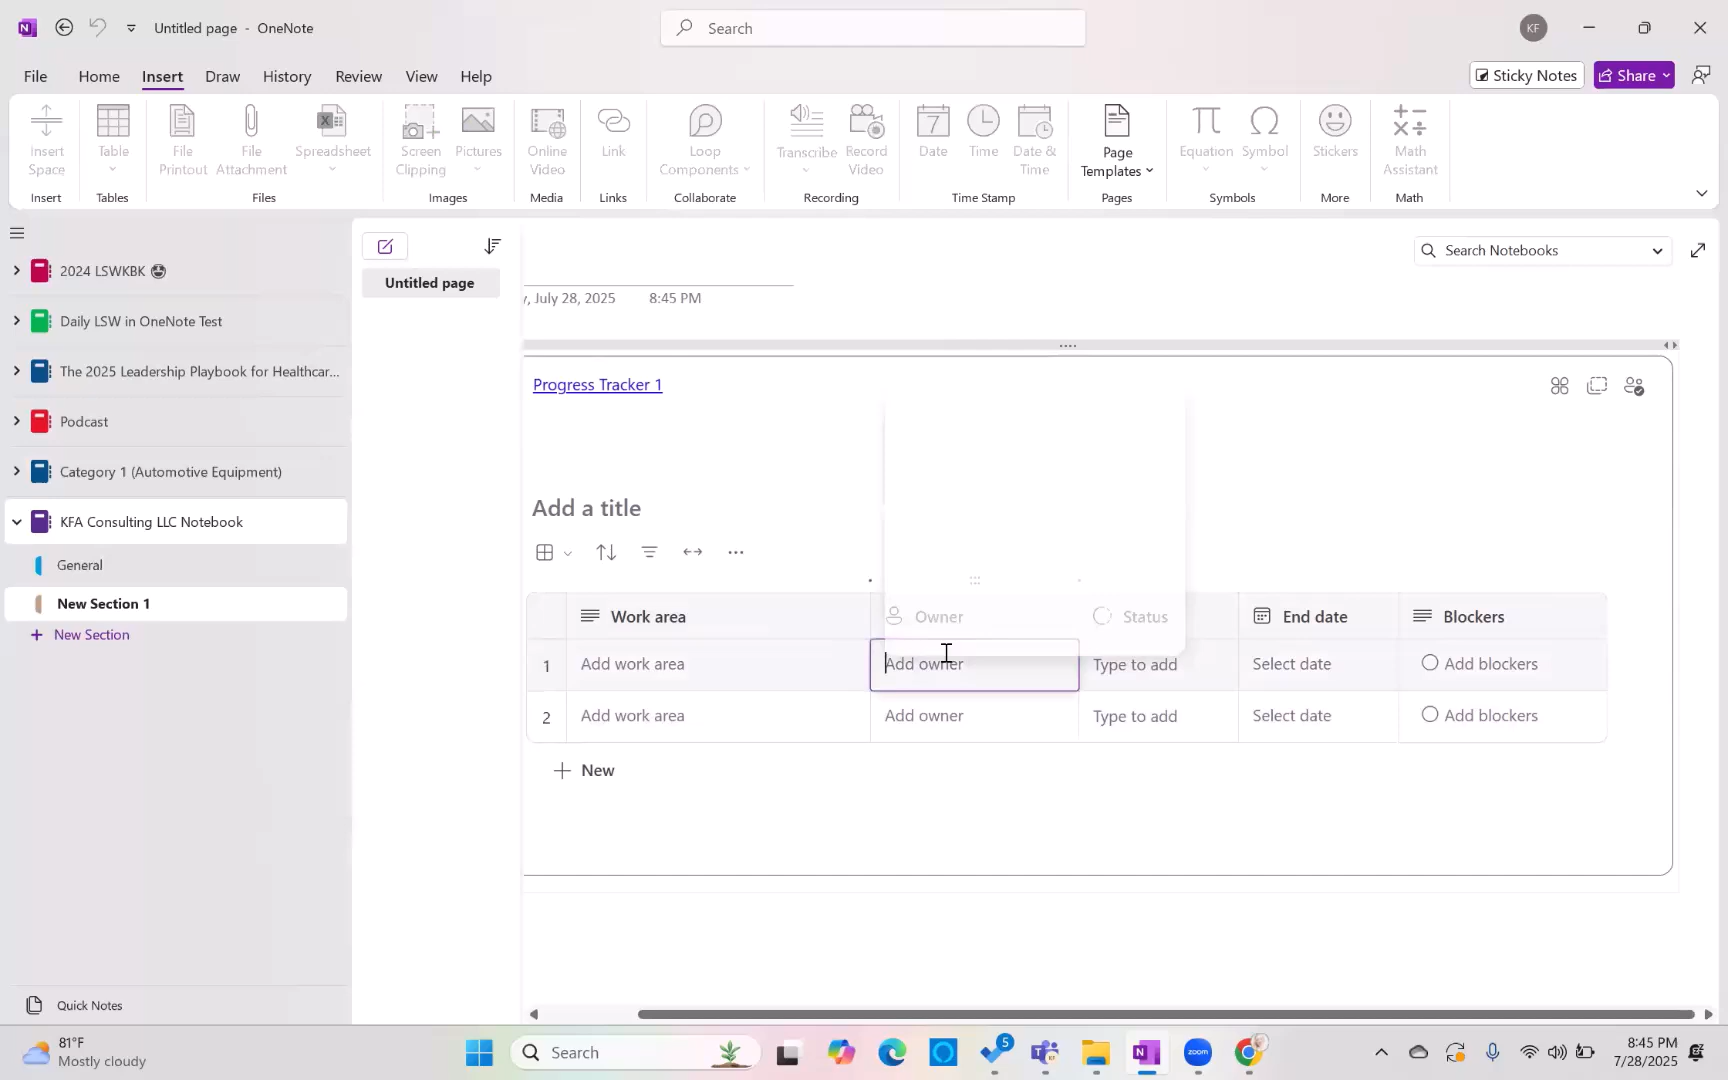 Untitled page - OneNote
Search
KF
File Home Insert Draw History Review View Help
Sticky Notes
Share
Insert Space
Table
File Printout
File Attachment
Spreadsheet
Screen Clipping
Pictures
Online Video
Link
Loop Components
Transcribe
Record Video
Date
Time
Date & Time
Page Templates
Equation
Symbol
Stickers
Math Assistant
Insert Tables Files Images Media Links Collaborate Recording Time Stamp Pages Symbols More Math
2024 LSWKBK
Daily LSW in OneNote Test
The 2025 Leadership Playbook for Healthcar...
Podcast
Category 1 (Automotive Equipment)
KFA Consulting LLC Notebook
General
New Section 1
+ New Section
Quick Notes
Untitled page
Search Notebooks
y, July 28, 2025 8:45 PM
Progress Tracker 1
Add a title
Work area Owner Status End date Blockers
1 Add work area Add owner Type to add Select date Add blockers
2 Add work area Add owner Type to add Select date Add blockers
+ New
81°F
Mostly cloudy
Search
5
zoom
8:45 PM
7/28/2025